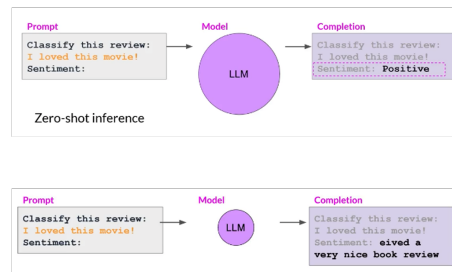 Prompt
Model
Completion
Classify this review:
I loved this movie!
Sentiment:
LLM
Classify this review:
I loved this movie!
Sentiment: Positive
Zero-shot inference
Prompt
Model
Completion
Classify this review:
I loved this movie!
Sentiment:
LLM
Classify this review:
I loved this movie!
Sentiment: eived a
very nice book review